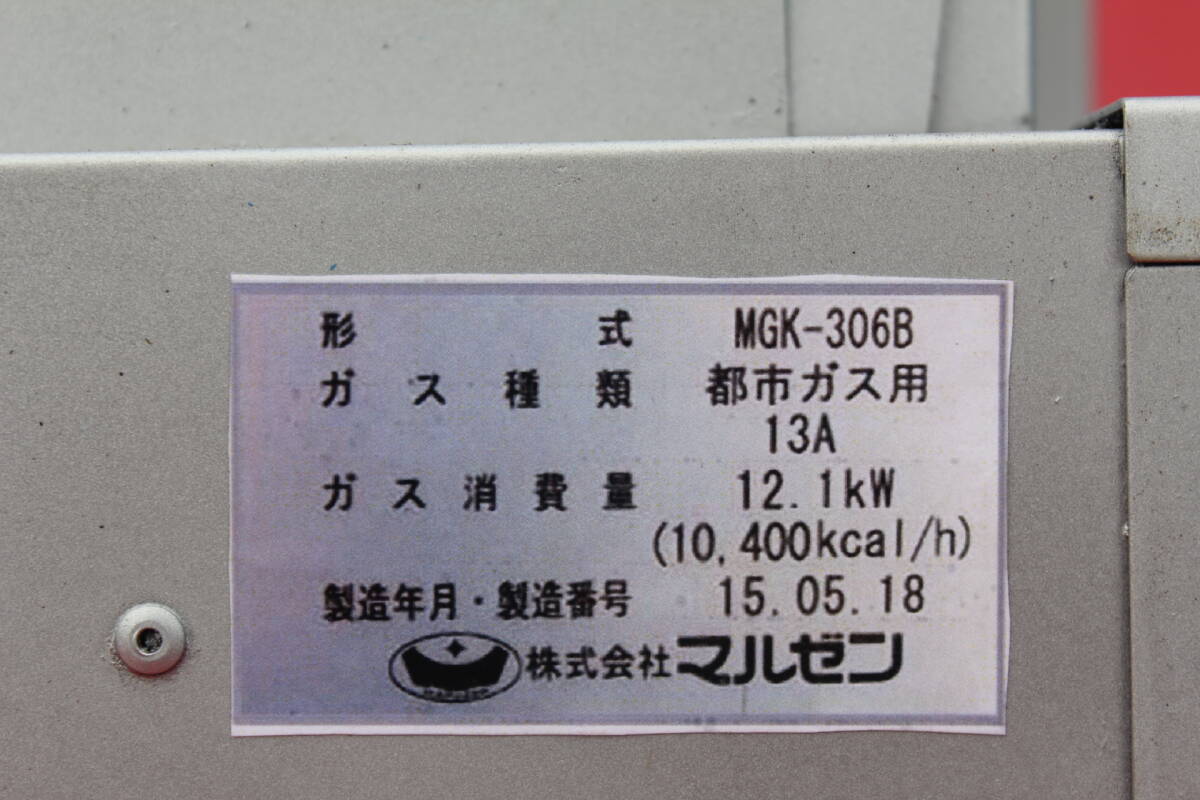 形式 MGK-306B
ガス種類 都市ガス用
13A
ガス消費量 12.1kW
(10,400kcal/h)
製造年月・製造番号 15.05.18
株式会社マルゼン